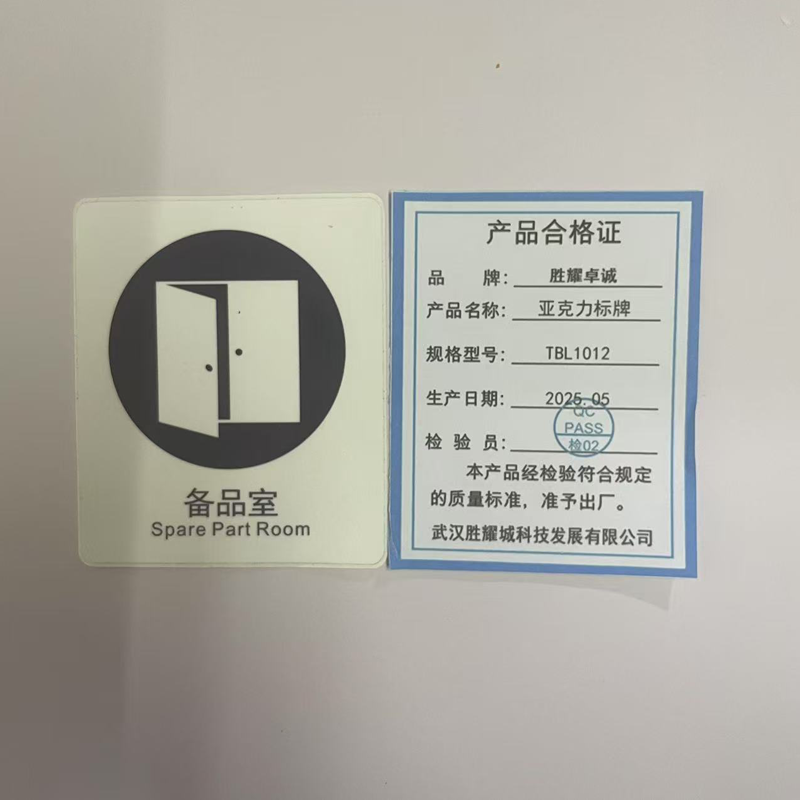 备品室
Spare Part Room
产品合格证
品 牌: 胜耀卓诚
产品名称: 亚克力标牌
规格型号: TBL1012
生产日期: 2025.05
QC
PASS
检验员: 检02
本产品经检验符合规定
的质量标准，准予出厂。
武汉胜耀城科技发展有限公司